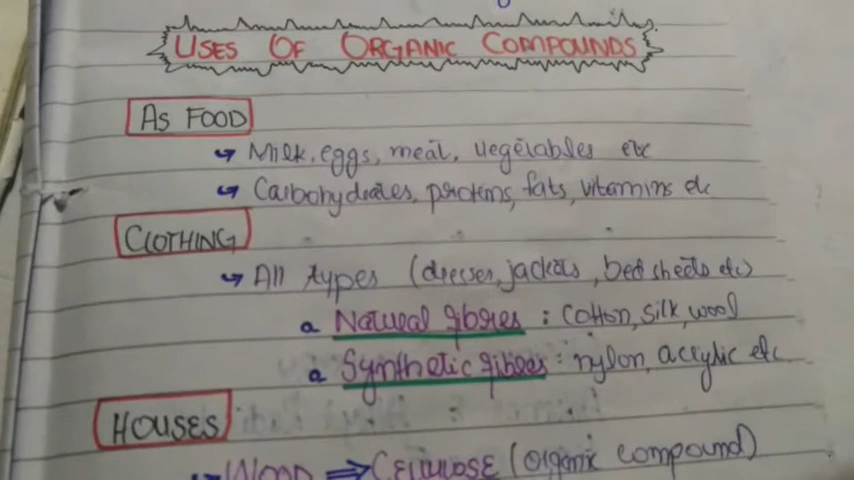 USES OF ORGANIC COMPOUNDS
AS FOOD
↳ Milk, eggs, meat, vegetables etc
↳ Carbohydrates, proteins, fats, vitamins etc
CLOTHING
↳ All types (dresses, jackets, bed sheets etc)
a Natural fibres : Cotton, silk, wool
a Synthetic fibres : nylon, acrylic etc
HOUSES
↳ WOOD ⇒ CELLULOSE (organic compound)